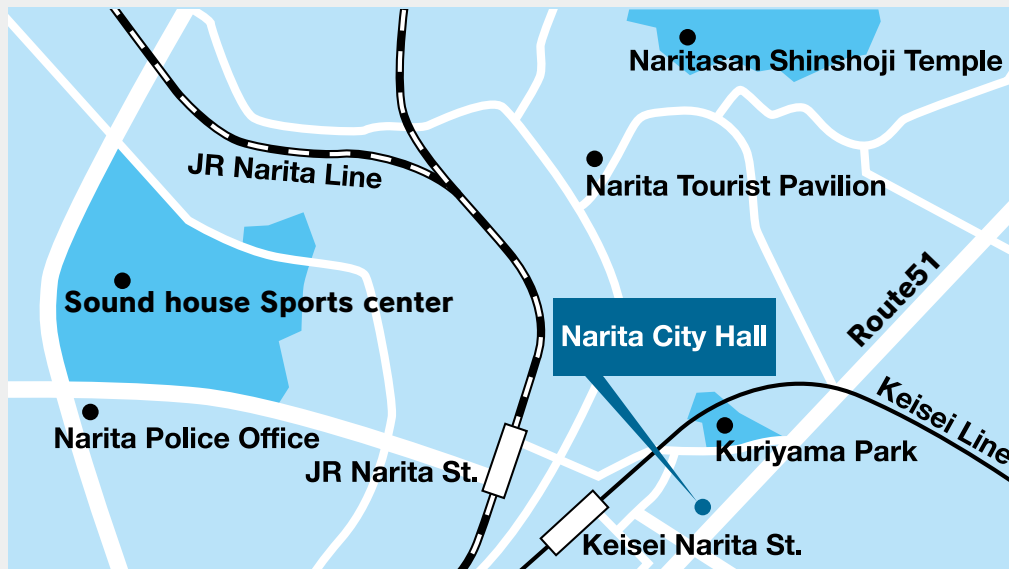 Naritasan Shinshoji Temple
JR Narita Line
Narita Tourist Pavilion
Route51
Sound house Sports center
Narita City Hall
Keisei Line
Narita Police Office
Kuriyama Park
JR Narita St.
Keisei Narita St.